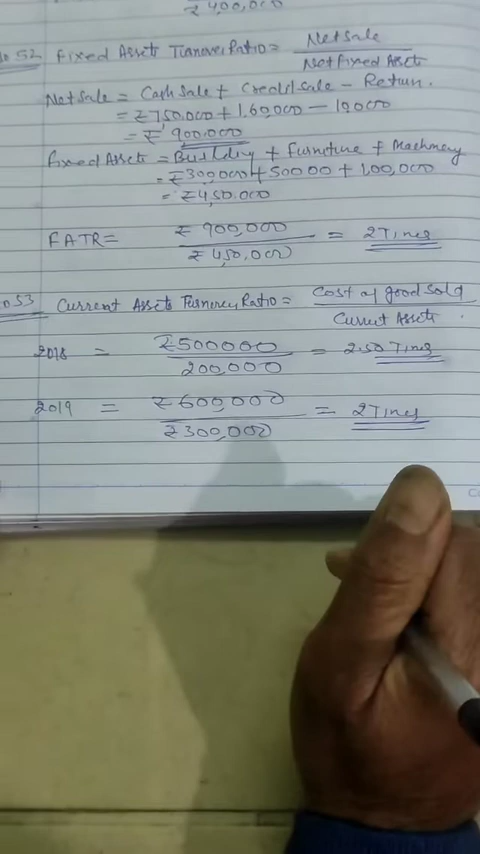 ₹400,000
No 52 Fixed Assets Turnover Ratio = Net Sale / Net Fixed Assets
Net Sale = Cash Sale + Credit Sale – Return.
= ₹750,000 + 1,60,000 – 10000
= ₹ 900,000
Fixed Assets = Building + Furniture + Machinery
= ₹300,000 + 50000 + 100,000
= ₹450,000
FATR = ₹ 900,000 / ₹ 450,000 = 2 Times
No 53 Current Assets Turnover Ratio = Cost of good sold / Current Assets.
2018 = ₹500000 / 200,000 = 2.50 Times
2019 = ₹600,000 / ₹300,000 = 2 Times